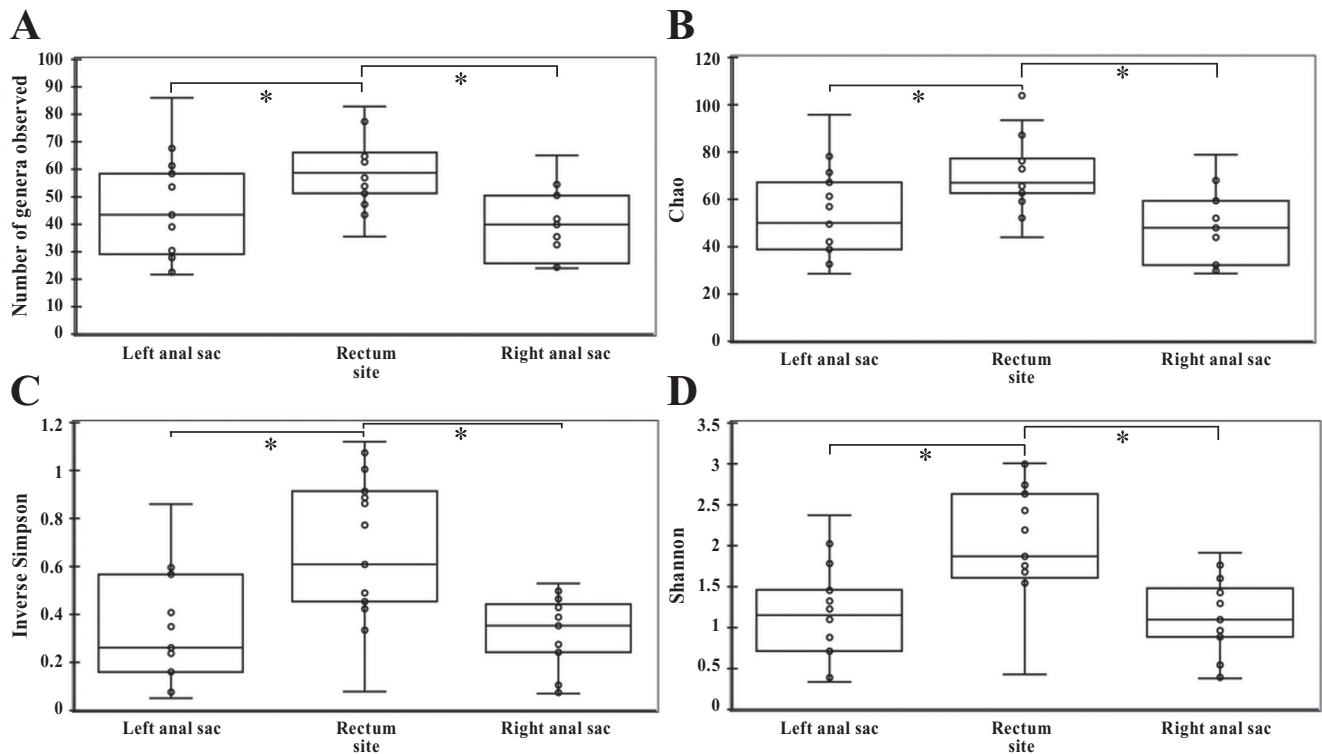 A
Number of genera observed
100
90
80
70
60
50
40
30
20
10
0
*
*
Left anal sac
Rectum
site
Right anal sac
B
Chao
120
100
80
60
40
20
0
*
*
Left anal sac
Rectum
site
Right anal sac
C
Inverse Simpson
1.2
1
0.8
0.6
0.4
0.2
0
*
*
Left anal sac
Rectum
site
Right anal sac
D
Shannon
3.5
3
2.5
2
1.5
1
0.5
0
*
*
Left anal sac
Rectum
site
Right anal sac